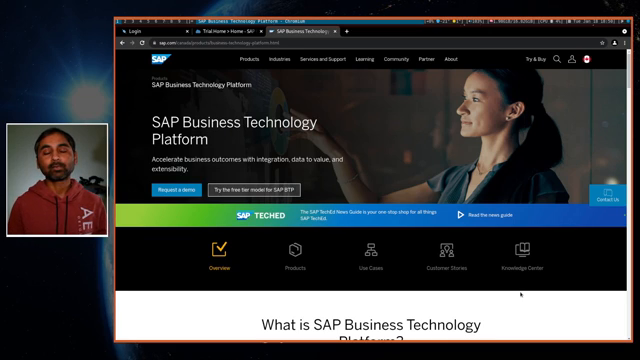 SAP Business Technology Platform - Chromium
Login
Trial Home > Home - SAP
SAP Business Technology Pl
sap.com/canada/products/business-technology-platform.html
SAP
Products
Industries
Services and Support
Learning
Community
Partner
About
Try & Buy
Products
SAP Business Technology Platform
SAP Business Technology
Platform
Accelerate business outcomes with integration, data to value, and
extensibility.
Request a demo
Try the free tier model for SAP BTP
Contact Us
SAP TECHED
The SAP TechEd News Guide is your one-stop shop for all things
SAP TechEd.
Read the news guide
Overview
Products
Use Cases
Customer Stories
Knowledge Center
What is SAP Business Technology
Platform?